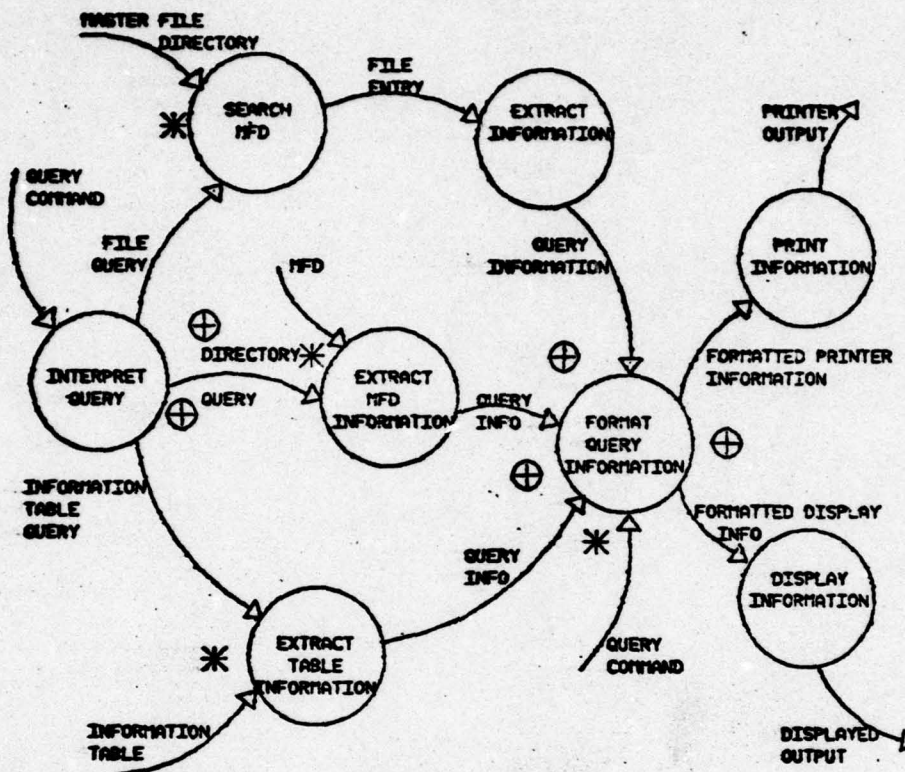 MASTER FILE
DIRECTORY
SEARCH
MFD
FILE
ENTRY
EXTRACT
INFORMATION
PRINTER
OUTPUT
QUERY
COMMAND
FILE
QUERY
MFD
QUERY
INFORMATION
PRINT
INFORMATION
INTERPRET
QUERY
DIRECTORY
QUERY
EXTRACT
MFD
INFORMATION
QUERY
INFO
FORMAT
QUERY
INFORMATION
FORMATTED PRINTER
INFORMATION
INFORMATION
TABLE
QUERY
QUERY
INFO
FORMATTED DISPLAY
INFO
DISPLAY
INFORMATION
EXTRACT
TABLE
INFORMATION
QUERY
COMMAND
INFORMATION
TABLE
DISPLAYED
OUTPUT